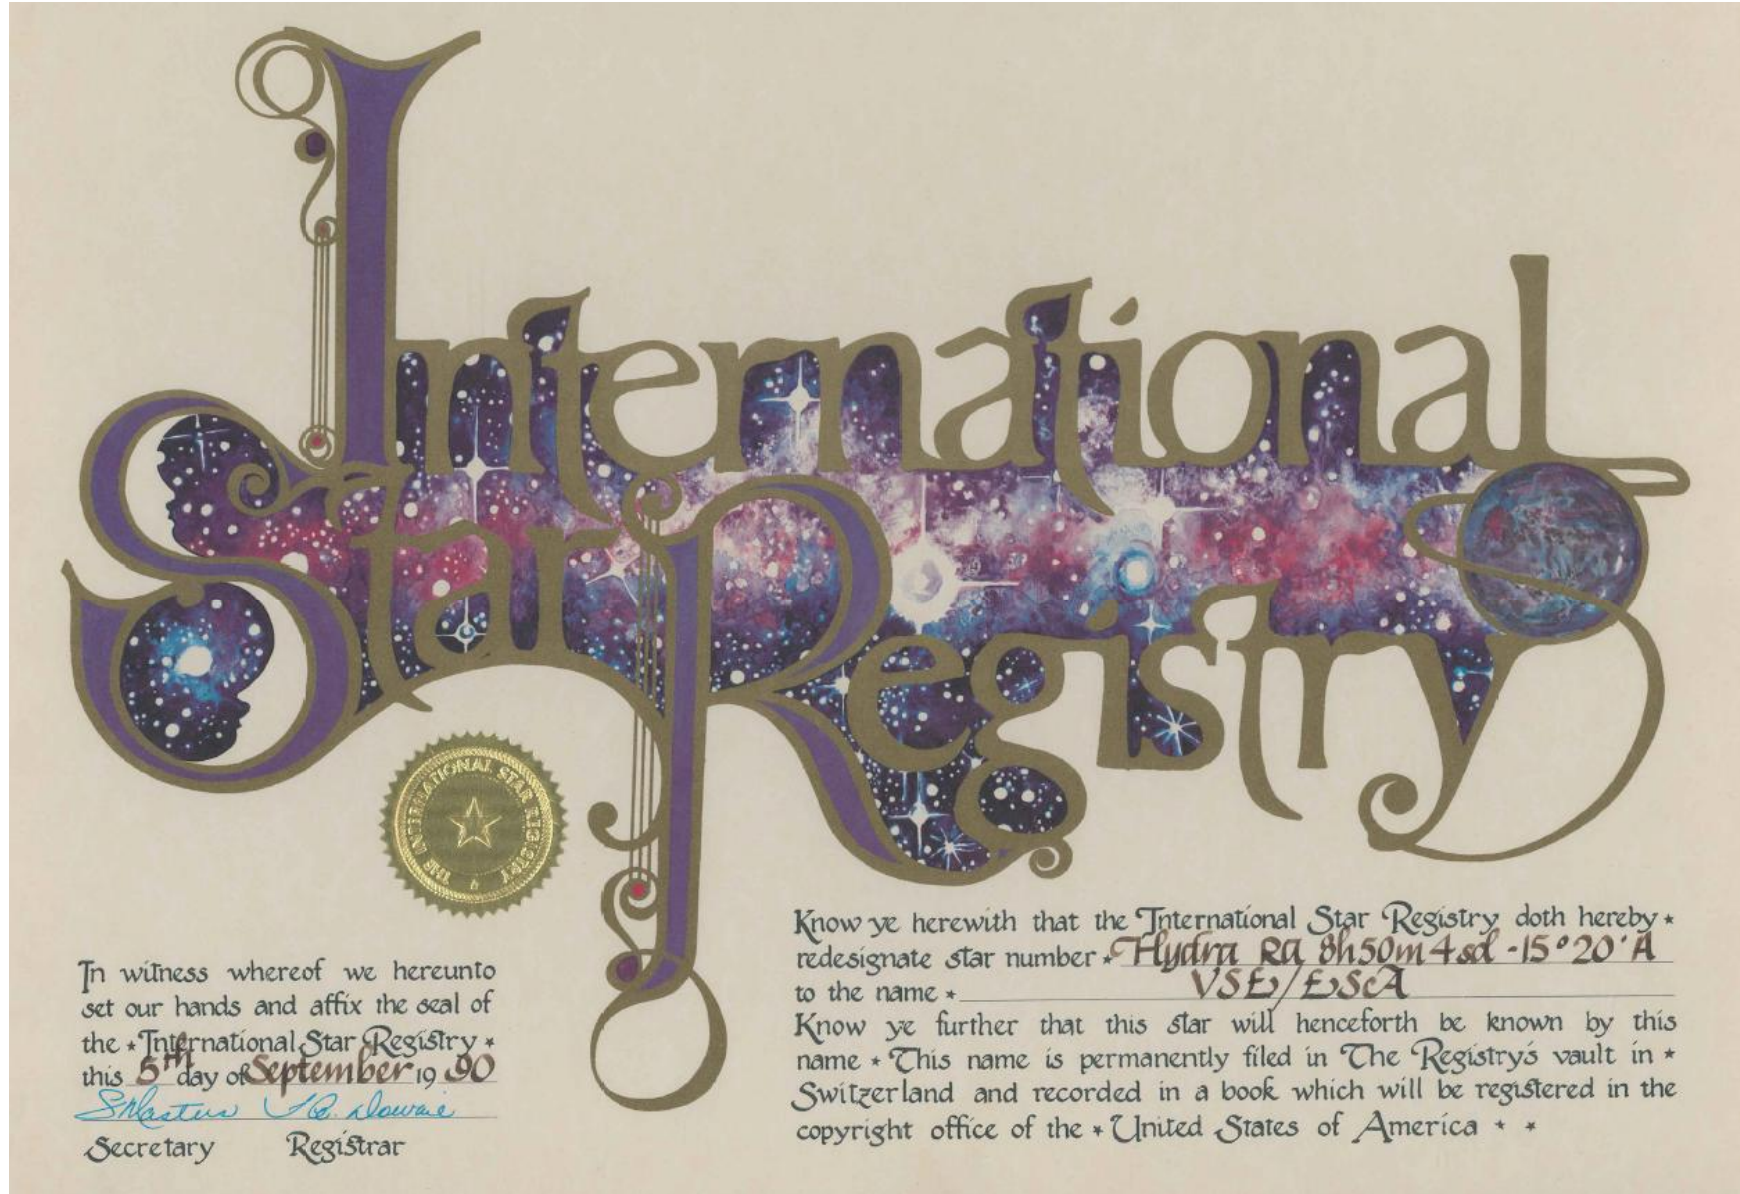 International
Star Registry
THE INTERNATIONAL STAR REGISTRY
In witness whereof we hereunto
set our hands and affix the seal of
the * International Star Registry *
this 5th day of September 19 90
Secretary Registrar
Know ye herewith that the International Star Registry doth hereby *
redesignate star number * Hydra RA 8h50m4sd -15°20'A
to the name * VSE/ESCA
Know ye further that this star will henceforth be known by this
name * This name is permanently filed in The Registry's vault in *
Switzerland and recorded in a book which will be registered in the
copyright office of the * United States of America * *